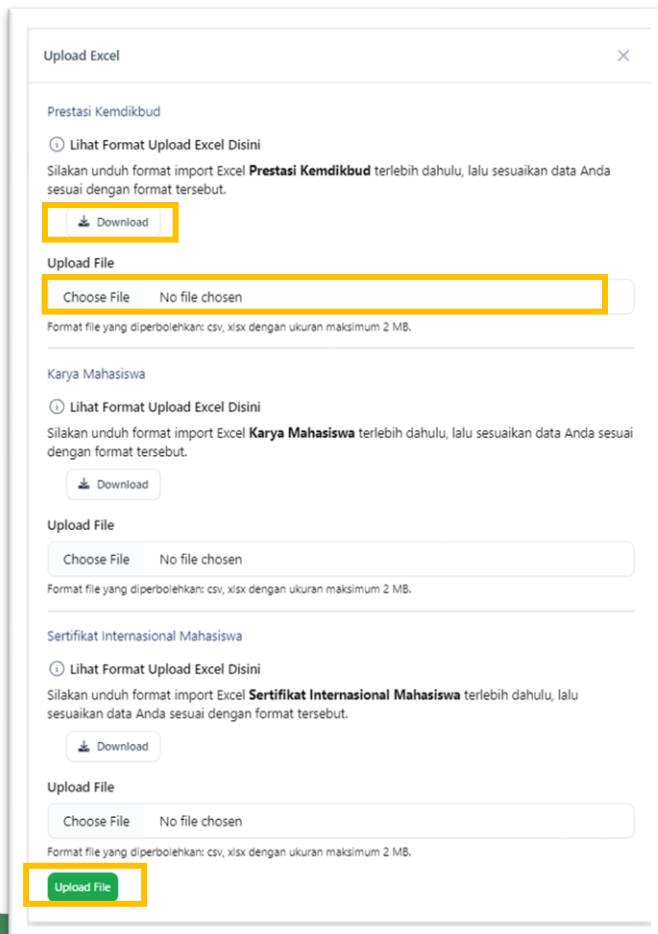 Upload Excel
Prestasi Kemdikbud
Lihat Format Upload Excel Disini
Silakan unduh format import Excel Prestasi Kemdikbud terlebih dahulu, lalu sesuaikan data Anda
sesuai dengan format tersebut.
Download
Upload File
Choose File No file chosen
Format file yang diperbolehkan: csv, xlsx dengan ukuran maksimum 2 MB.
Karya Mahasiswa
Lihat Format Upload Excel Disini
Silakan unduh format import Excel Karya Mahasiswa terlebih dahulu, lalu sesuaikan data Anda sesuai
dengan format tersebut.
Download
Upload File
Choose File No file chosen
Format file yang diperbolehkan: csv, xlsx dengan ukuran maksimum 2 MB.
Sertifikat Internasional Mahasiswa
Lihat Format Upload Excel Disini
Silakan unduh format import Excel Sertifikat Internasional Mahasiswa terlebih dahulu, lalu
sesuaikan data Anda sesuai dengan format tersebut.
Download
Upload File
Choose File No file chosen
Format file yang diperbolehkan: csv, xlsx dengan ukuran maksimum 2 MB.
Upload File